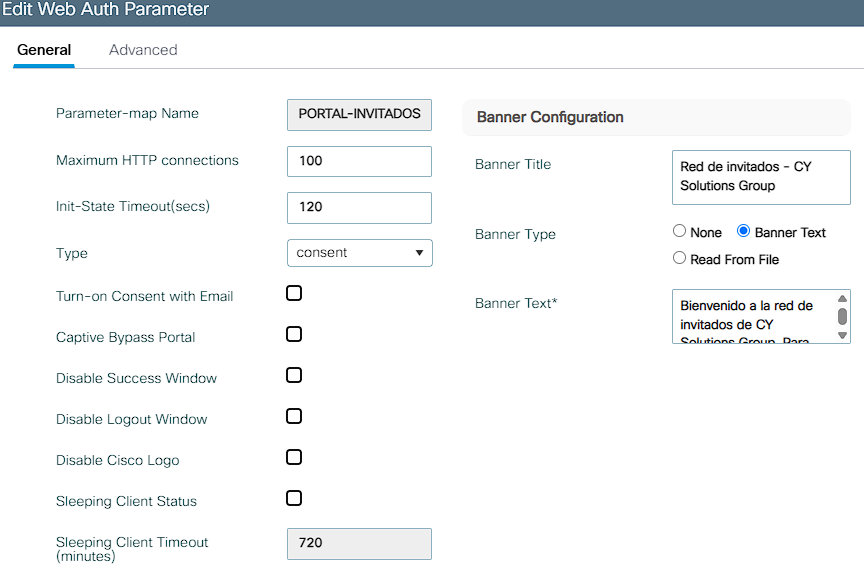 Edit Web Auth Parameter
General
Advanced
Parameter-map Name
PORTAL-INVITADOS
Maximum HTTP connections
100
Init-State Timeout(secs)
120
Type
consent
Turn-on Consent with Email
Captive Bypass Portal
Disable Success Window
Disable Logout Window
Disable Cisco Logo
Sleeping Client Status
Sleeping Client Timeout
(minutes)
720
Banner Configuration
Banner Title
Red de invitados - CY
Solutions Group
Banner Type
None
Banner Text
Read From File
Banner Text*
Bienvenido a la red de
invitados de CY
Solutions Group. Para